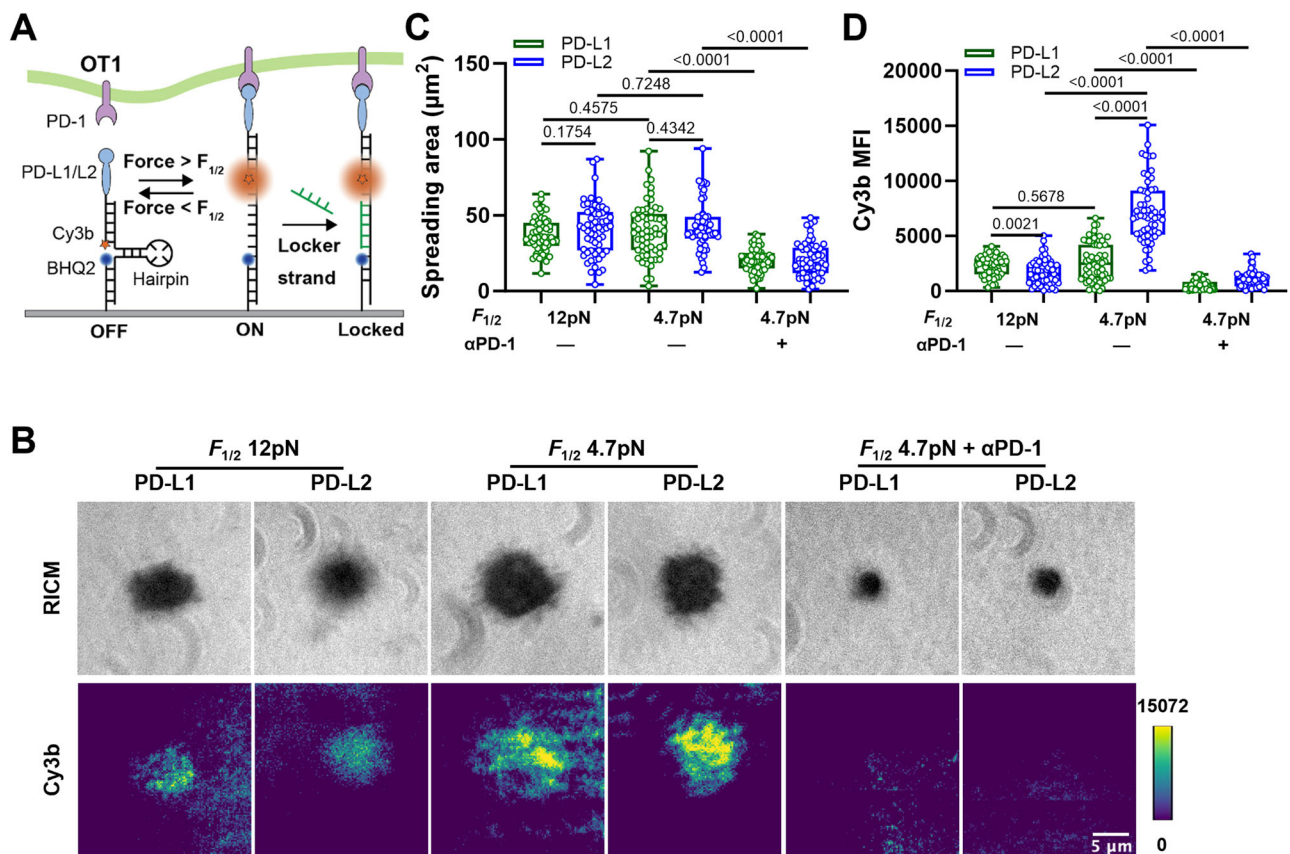 A
OT1
PD-1
PD-L1/L2
Force > F1/2
Force < F1/2
Cy3b
BHQ2
Hairpin
Locker
strand
OFF
ON
Locked
C
PD-L1
PD-L2
<0.0001
<0.0001
0.7248
0.4575
0.1754
0.4342
Spreading area (µm²)
150
100
50
0
F1/2
12pN
4.7pN
4.7pN
αPD-1
—
—
+
D
PD-L1
PD-L2
<0.0001
<0.0001
<0.0001
<0.0001
0.5678
0.0021
Cy3b MFI
20000
15000
10000
5000
0
F1/2
12pN
4.7pN
4.7pN
αPD-1
—
—
+
B
F1/2 12pN
F1/2 4.7pN
F1/2 4.7pN + αPD-1
PD-L1
PD-L2
PD-L1
PD-L2
PD-L1
PD-L2
RICM
Cy3b
15072
0
5 µm